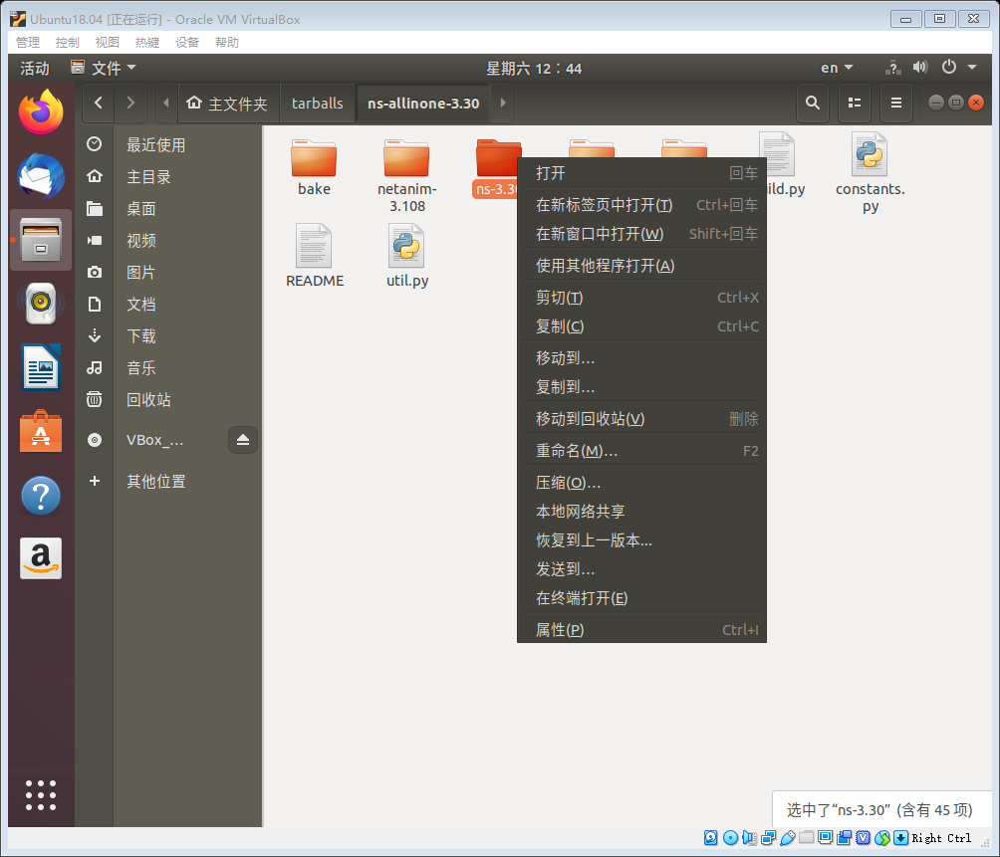 Ubuntu18.04 [正在运行] - Oracle VM VirtualBox
管理 控制 视图 热键 设备 帮助
活动 文件 星期六 12：44 en
主文件夹 tarballs ns-allinone-3.30
最近使用
主目录
桌面
视频
图片
文档
下载
音乐
回收站
VBox_...
其他位置
bake
netanim-
3.108
ns-3.30
ild.py
constants.
py
README
util.py
打开 回车
在新标签页中打开(T) Ctrl+回车
在新窗口中打开(W) Shift+回车
使用其他程序打开(A)
剪切(T) Ctrl+X
复制(C) Ctrl+C
移动到...
复制到...
移动到回收站(V) 删除
重命名(M)... F2
压缩(O)...
本地网络共享
恢复到上一版本...
发送到...
在终端打开(E)
属性(P) Ctrl+I
选中了“ns-3.30” (含有 45 项)
Right Ctrl